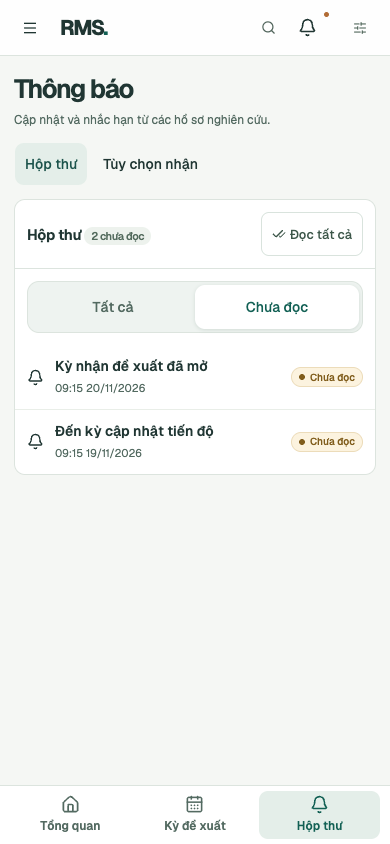 RMS.
Thông báo
Cập nhật và nhắc hạn từ các hồ sơ nghiên cứu.
Hộp thư
Tùy chọn nhận
Hộp thư
2 chưa đọc
Đọc tất cả
Tất cả
Chưa đọc
Kỳ nhận đề xuất đã mở
09:15 20/11/2026
Chưa đọc
Đến kỳ cập nhật tiến độ
09:15 19/11/2026
Chưa đọc
Tổng quan
Kỳ đề xuất
Hộp thư